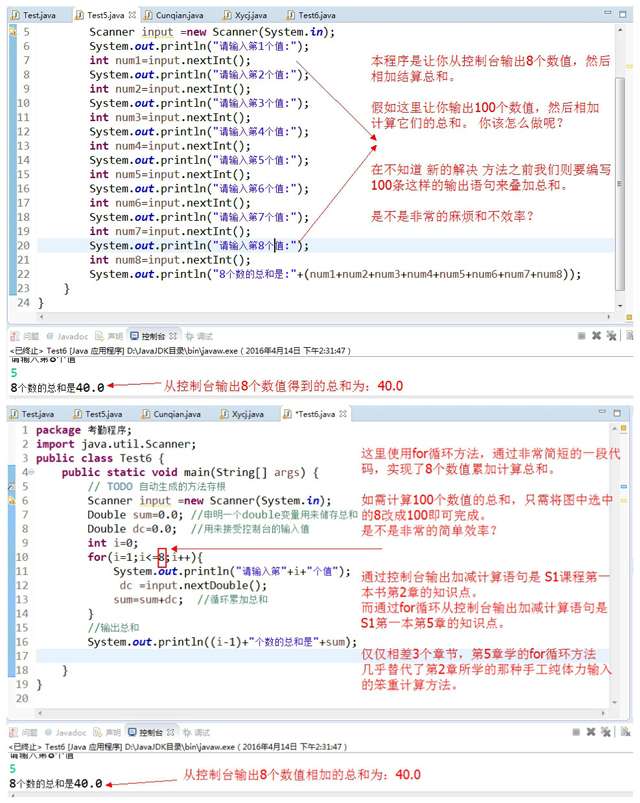 Test.java Test5.java Cunqian.java Xycj.java Test6.java
5 Scanner input =new Scanner(System.in);
6 System.out.println("请输入第1个值:");
7 int num1=input.nextInt();
8 System.out.println("请输入第2个值:");
9 int num2=input.nextInt();
10 System.out.println("请输入第3个值:");
11 int num3=input.nextInt();
12 System.out.println("请输入第4个值:");
13 int num4=input.nextInt();
14 System.out.println("请输入第5个值:");
15 int num5=input.nextInt();
16 System.out.println("请输入第6个值:");
17 int num6=input.nextInt();
18 System.out.println("请输入第7个值:");
19 int num7=input.nextInt();
20 System.out.println("请输入第8个值:");
21 int num8=input.nextInt();
22 System.out.println("8个数的总和是:"+(num1+num2+num3+num4+num5+num6+num7+num8));
23 }
24 }
本程序是让你从控制台输出8个数值，然后
相加结算总和。
假如这里让你输出100个数值，然后相加
计算它们的总和。 你该怎么做呢？
在不知道 新的解决 方法之前我们则要编写
100条这样的输出语句来叠加总和。
是不是非常的麻烦和不效率？
问题 @ Javadoc 声明 控制台 调试
<已终止> Test6 [Java 应用程序] D:\JavaJDK目录\bin\javaw.exe（2016年4月14日 下午2:31:47）
请输入第8个值
5
8个数的总和是40.0
从控制台输出8个数值得到的总和为：40.0
Test.java Test5.java Cunqian.java Xycj.java *Test6.java
1 package 考勤程序;
2 import java.util.Scanner;
3 public class Test6 {
4 public static void main(String[] args) {
5 // TODO 自动生成的方法存根
6 Scanner input =new Scanner(System.in);
7 Double sum=0.0; //申明一个double变量用来储存总和
8 Double dc=0.0; //用来接受控制台的输入值
9 int i=0;
10 for(i=1;i<=8;i++){
11 System.out.println("请输入第"+i+"个值");
12 dc =input.nextDouble();
13 sum=sum+dc; //循环累加总和
14 }
15 //输出总和
16 System.out.println((i-1)+"个数的总和是"+sum);
17
18 }
19 }
20
这里使用for循环方法，通过非常简短的一段代
码，实现了8个数值累加计算总和。
如需计算100个数值的总和，只需将图中选中
的8改成100即可完成。
是不是非常的简单效率？
通过控制台输出加减计算语句是 S1课程第一
本书第2章的知识点。
而通过for循环从控制台输出加减计算语句是
S1第一本第5章的知识点。
仅仅相差3个章节，第5章学的for循环方法
几乎替代了第2章所学的那种手工纯体力输入
的笨重计算方法。
问题 @ Javadoc 声明 控制台 调试
<已终止> Test6 [Java 应用程序] D:\JavaJDK目录\bin\javaw.exe（2016年4月14日 下午2:31:47）
请输入第8个值
5
8个数的总和是40.0
从控制台输出8个数值相加的总和为：40.0